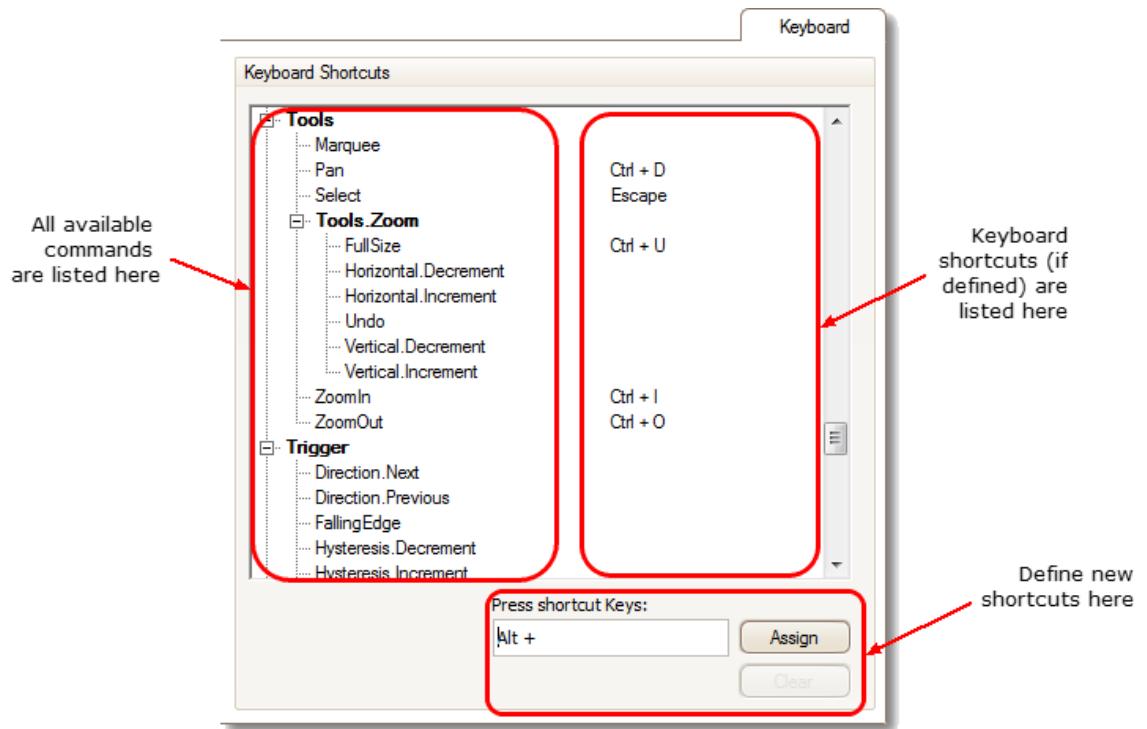 Keyboard
Keyboard Shortcuts
Tools
Marquee
Pan Ctrl + D
Select Escape
Tools.Zoom
FullSize Ctrl + U
Horizontal.Decrement
Horizontal.Increment
Undo
Vertical.Decrement
Vertical.Increment
ZoomIn Ctrl + I
ZoomOut Ctrl + O
Trigger
Direction.Next
Direction.Previous
FallingEdge
Hysteresis.Decrement
Hysteresis.Increment
All available
commands
are listed here
Keyboard
shortcuts (if
defined) are
listed here
Press shortcut Keys:
Alt + Assign
Clear
Define new
shortcuts here